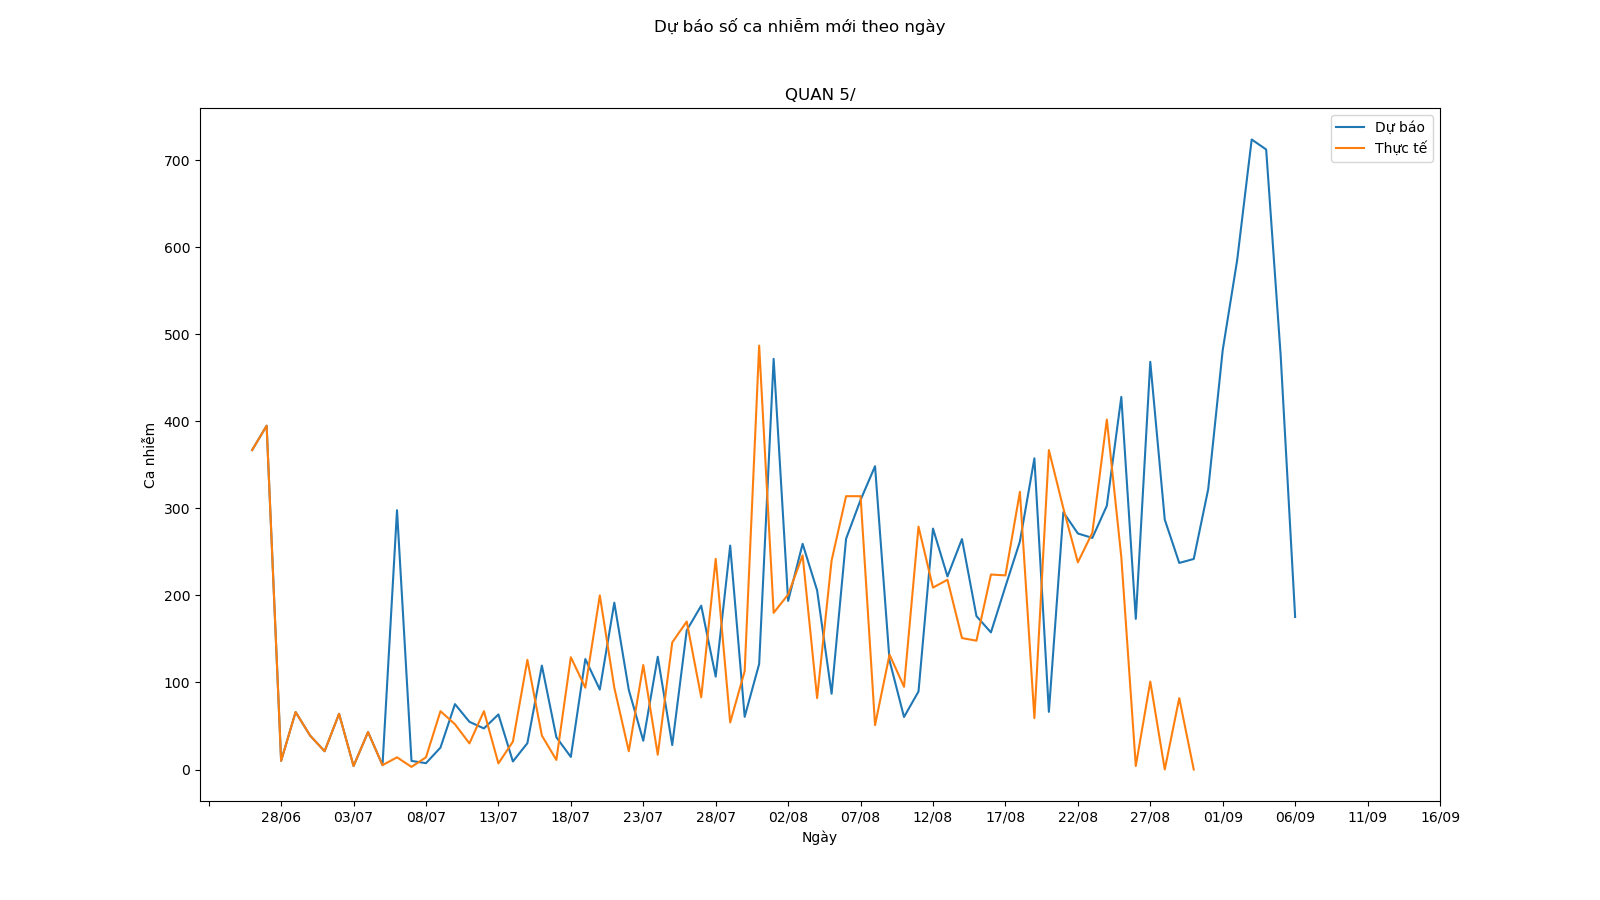 Dự báo số ca nhiễm mới theo ngày
QUAN 5/
Dự báo
Thực tế
700
600
500
400
300
200
100
0
Ca nhiễm
28/06 03/07 08/07 13/07 18/07 23/07 28/07 02/08 07/08 12/08 17/08 22/08 27/08 01/09 06/09 11/09 16/09
Ngày